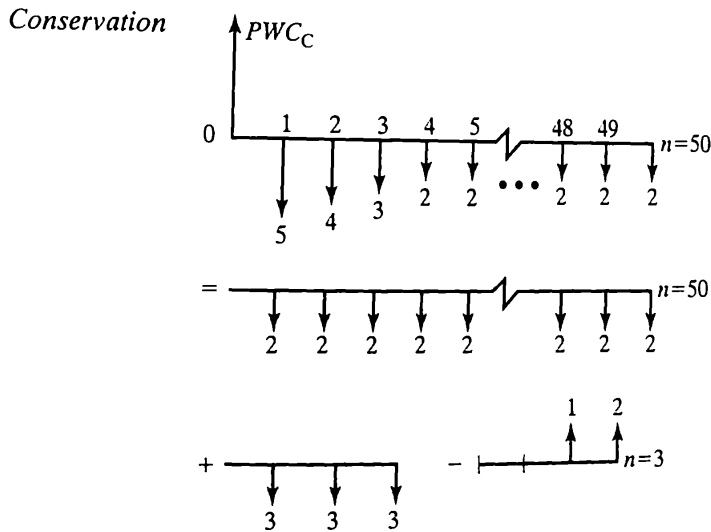 Conservation
PWC_C
0 1 2 3 4 5 48 49 n=50
5 4 3 2 2 ••• 2 2 2
= n=50
2 2 2 2 2 2 2 2
1 2
+ − n=3
3 3 3